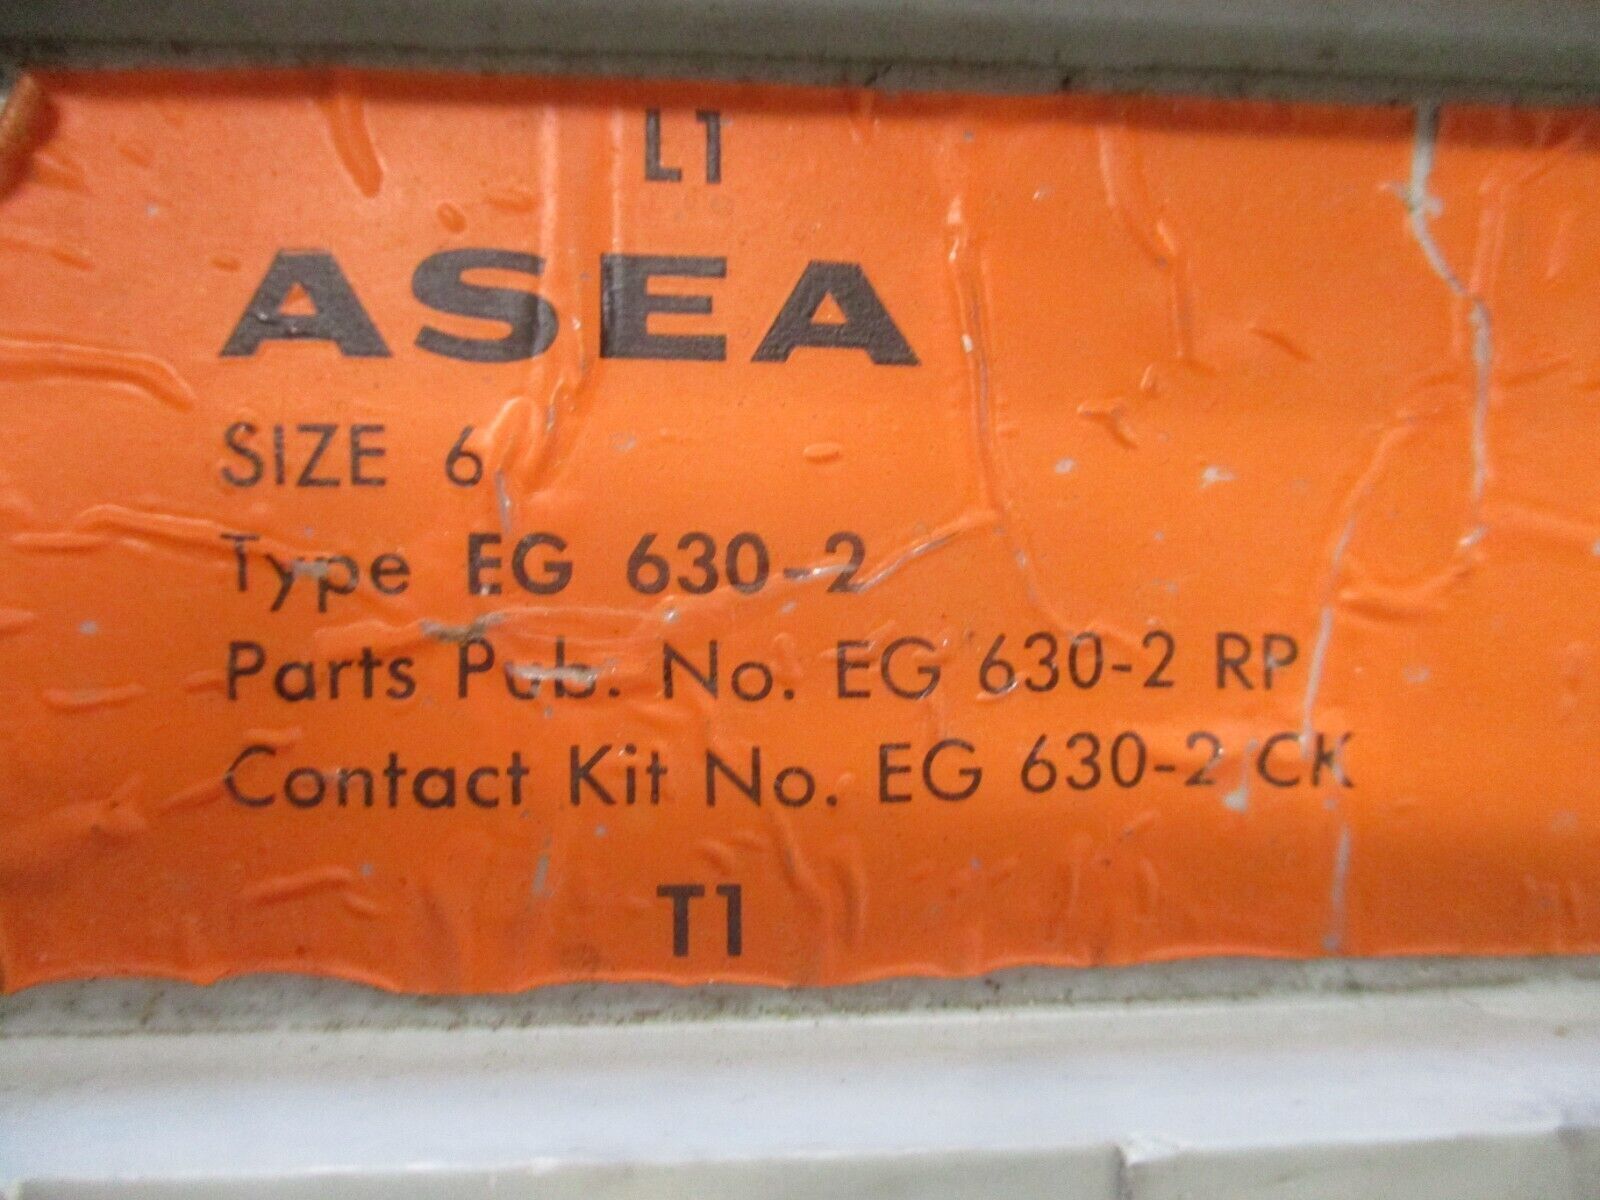 L1
ASEA
SIZE 6
Type EG 630-2
Parts Pub. No. EG 630-2 RP
Contact Kit No. EG 630-2 CK
T1